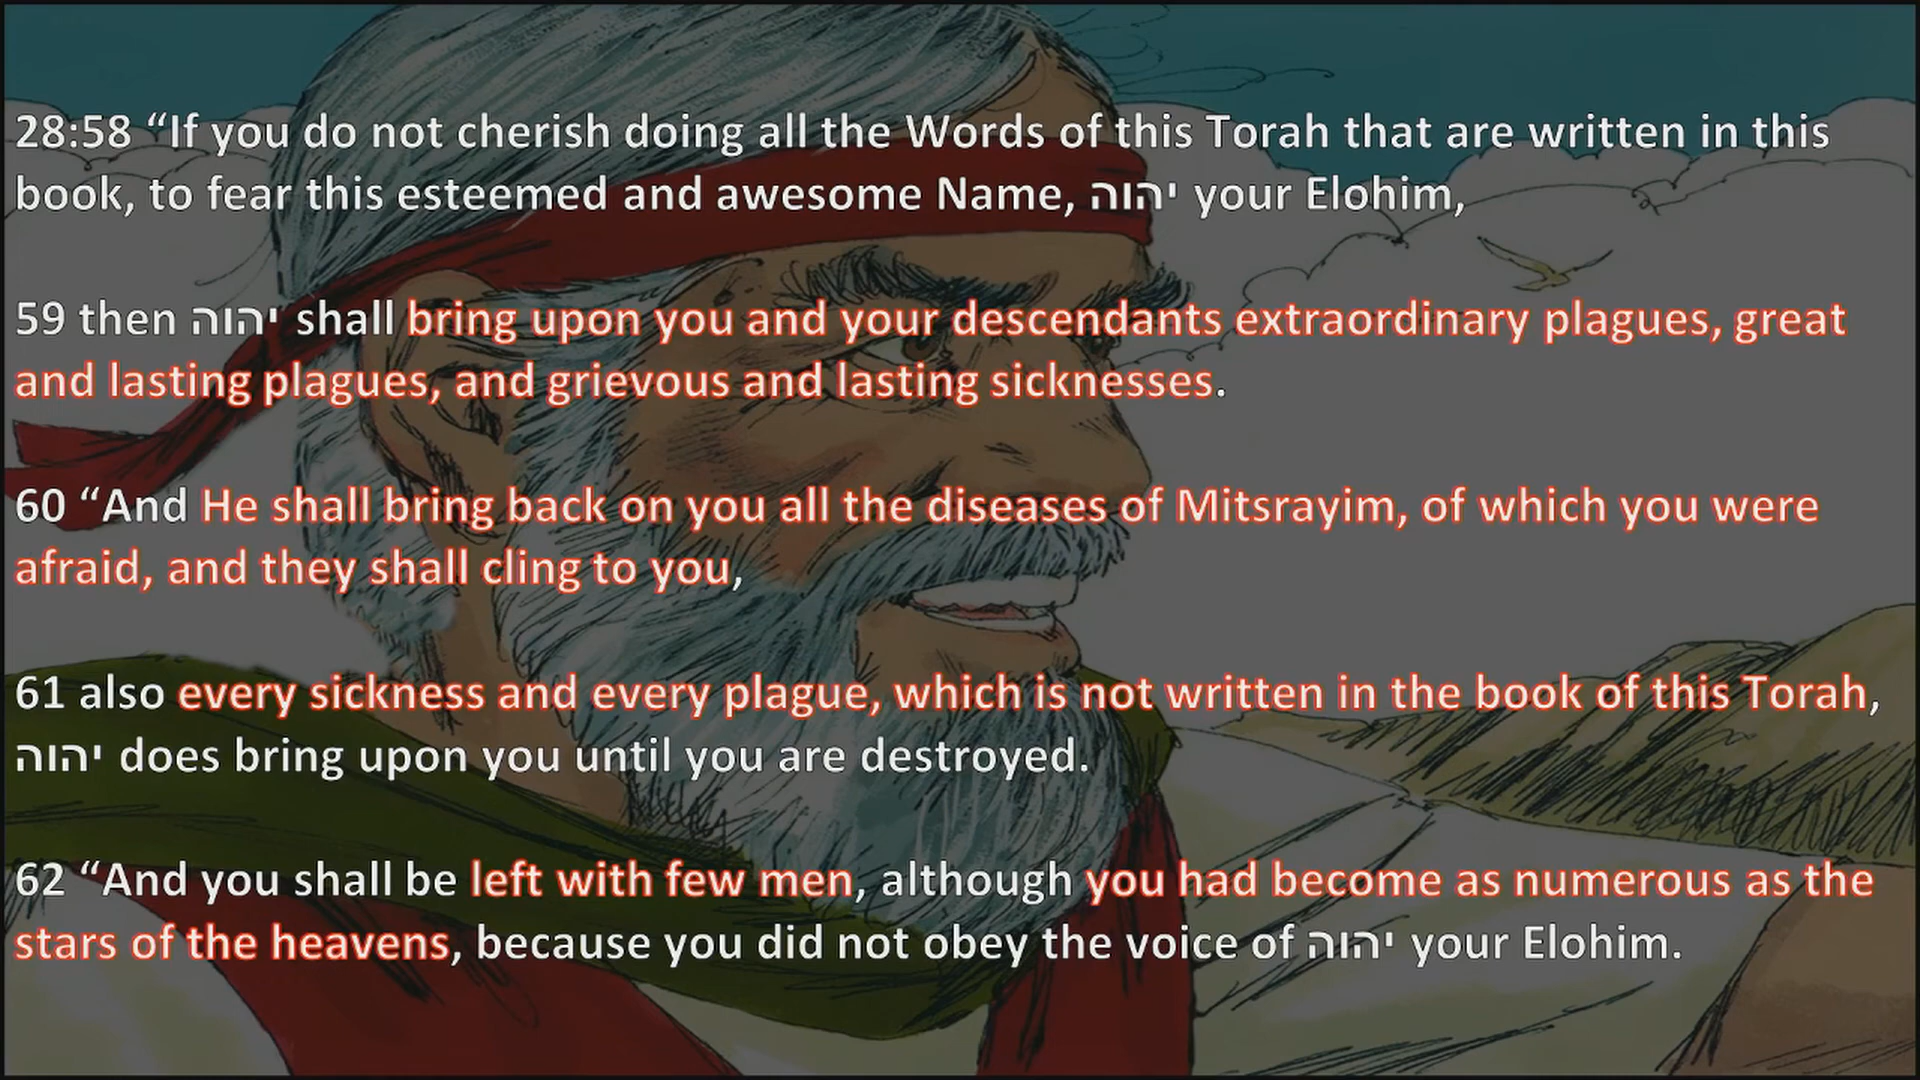 28:58 “If you do not cherish doing all the Words of this Torah that are written in this
book, to fear this esteemed and awesome Name, יהוה your Elohim,
59 then יהוה shall bring upon you and your descendants extraordinary plagues, great
and lasting plagues, and grievous and lasting sicknesses.
60 “And He shall bring back on you all the diseases of Mitsrayim, of which you were
afraid, and they shall cling to you,
61 also every sickness and every plague, which is not written in the book of this Torah,
יהוה does bring upon you until you are destroyed.
62 “And you shall be left with few men, although you had become as numerous as the
stars of the heavens, because you did not obey the voice of יהוה your Elohim.